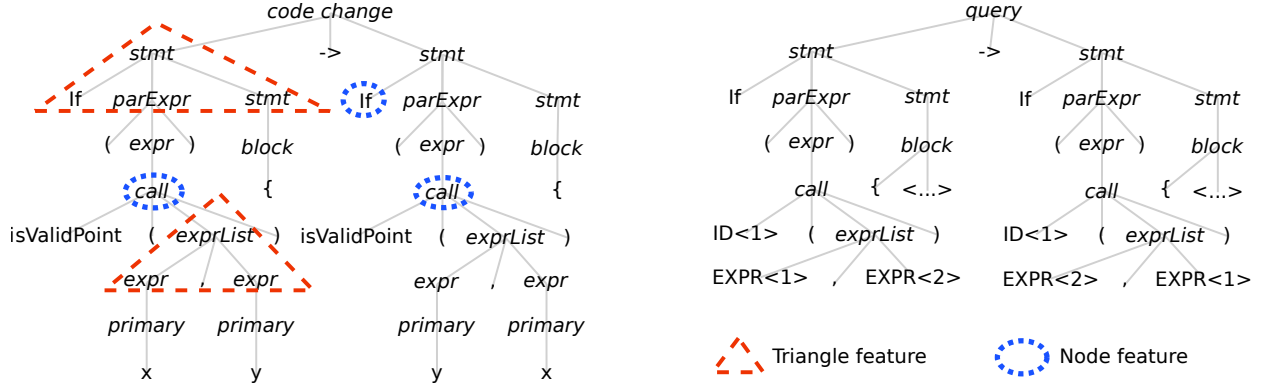 code change
stmt -> stmt
If parExpr stmt If parExpr stmt
( expr ) block ( expr ) block
call { call {
isValidPoint ( exprList ) isValidPoint ( exprList )
expr , expr expr , expr
primary primary primary primary
x y y x
query
stmt -> stmt
If parExpr stmt If parExpr stmt
( expr ) block ( expr ) block
call { <...> call { <...>
ID<1> ( exprList ) ID<1> ( exprList )
EXPR<1> , EXPR<2> EXPR<2> , EXPR<1>
Triangle feature Node feature